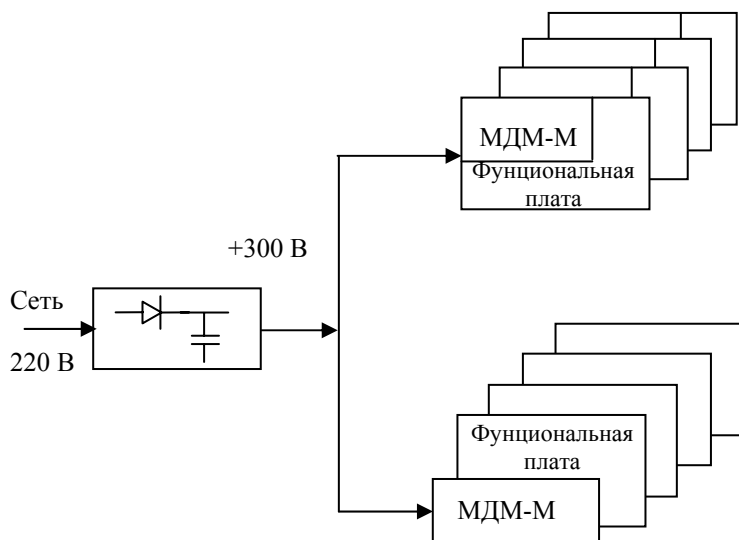 МДМ-М
Фунциональная
плата
+300 В
Сеть
220 В
Фунциональная
плата
МДМ-М